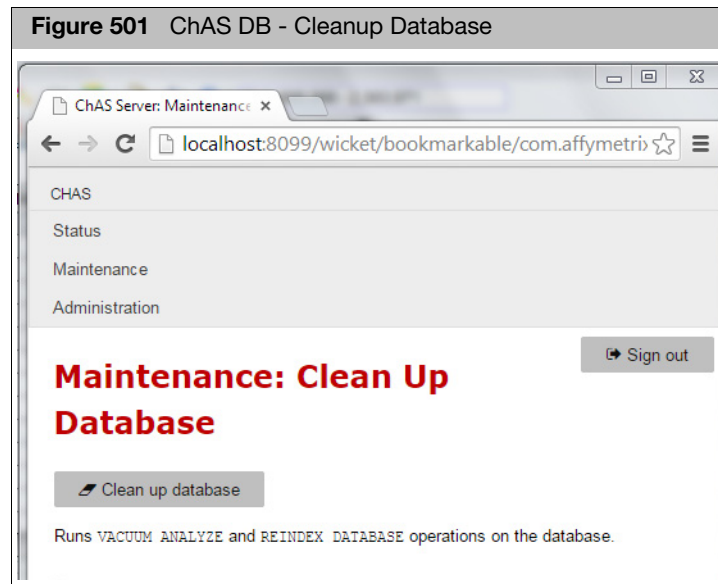 Figure 501 ChAS DB - Cleanup Database
ChAS Server: Maintenance
localhost:8099/wicket/bookmarkable/com.affymetrix
CHAS
Status
Maintenance
Administration
Sign out
Maintenance: Clean Up
Database
Clean up database
Runs VACUUM ANALYZE and REINDEX DATABASE operations on the database.